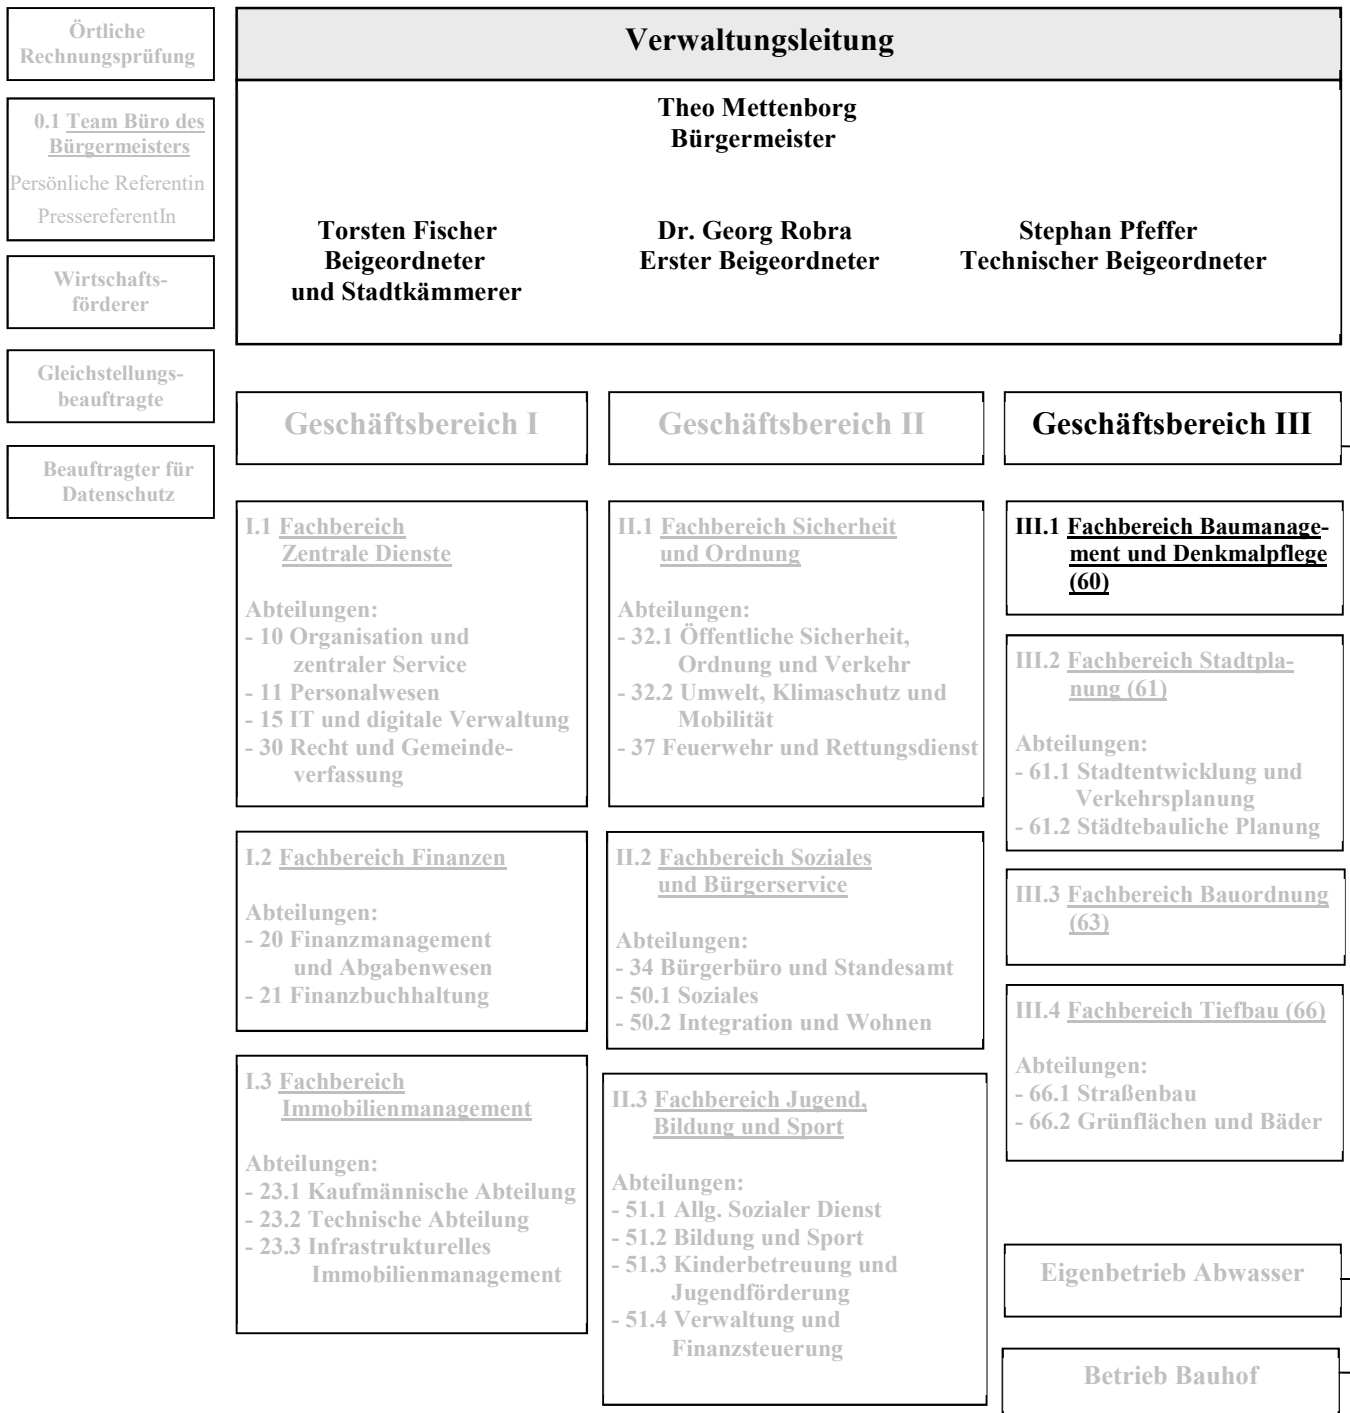 Örtliche
Rechnungsprüfung
0.1 Team Büro des
Bürgermeisters
Persönliche Referentin
PressereferentIn
Wirtschafts-
förderer
Gleichstellungs-
beauftragte
Beauftragter für
Datenschutz
Verwaltungsleitung
Theo Mettenborg
Bürgermeister
Torsten Fischer
Beigeordneter
und Stadtkämmerer
Dr. Georg Robra
Erster Beigeordneter
Stephan Pfeffer
Technischer Beigeordneter
Geschäftsbereich I
I.1 Fachbereich
Zentrale Dienste
Abteilungen:
- 10 Organisation und
zentraler Service
- 11 Personalwesen
- 15 IT und digitale Verwaltung
- 30 Recht und Gemeinde-
verfassung
I.2 Fachbereich Finanzen
Abteilungen:
- 20 Finanzmanagement
und Abgabenwesen
- 21 Finanzbuchhaltung
I.3 Fachbereich
Immobilienmanagement
Abteilungen:
- 23.1 Kaufmännische Abteilung
- 23.2 Technische Abteilung
- 23.3 Infrastrukturelles
Immobilienmanagement
Geschäftsbereich II
II.1 Fachbereich Sicherheit
und Ordnung
Abteilungen:
- 32.1 Öffentliche Sicherheit,
Ordnung und Verkehr
- 32.2 Umwelt, Klimaschutz und
Mobilität
- 37 Feuerwehr und Rettungsdienst
II.2 Fachbereich Soziales
und Bürgerservice
Abteilungen:
- 34 Bürgerbüro und Standesamt
- 50.1 Soziales
- 50.2 Integration und Wohnen
II.3 Fachbereich Jugend,
Bildung und Sport
Abteilungen:
- 51.1 Allg. Sozialer Dienst
- 51.2 Bildung und Sport
- 51.3 Kinderbetreuung und
Jugendförderung
- 51.4 Verwaltung und
Finanzsteuerung
Geschäftsbereich III
III.1 Fachbereich Baumanage-
ment und Denkmalpflege
(60)
III.2 Fachbereich Stadtpla-
nung (61)
Abteilungen:
- 61.1 Stadtentwicklung und
Verkehrsplanung
- 61.2 Städtebauliche Planung
III.3 Fachbereich Bauordnung
(63)
III.4 Fachbereich Tiefbau (66)
Abteilungen:
- 66.1 Straßenbau
- 66.2 Grünflächen und Bäder
Eigenbetrieb Abwasser
Betrieb Bauhof